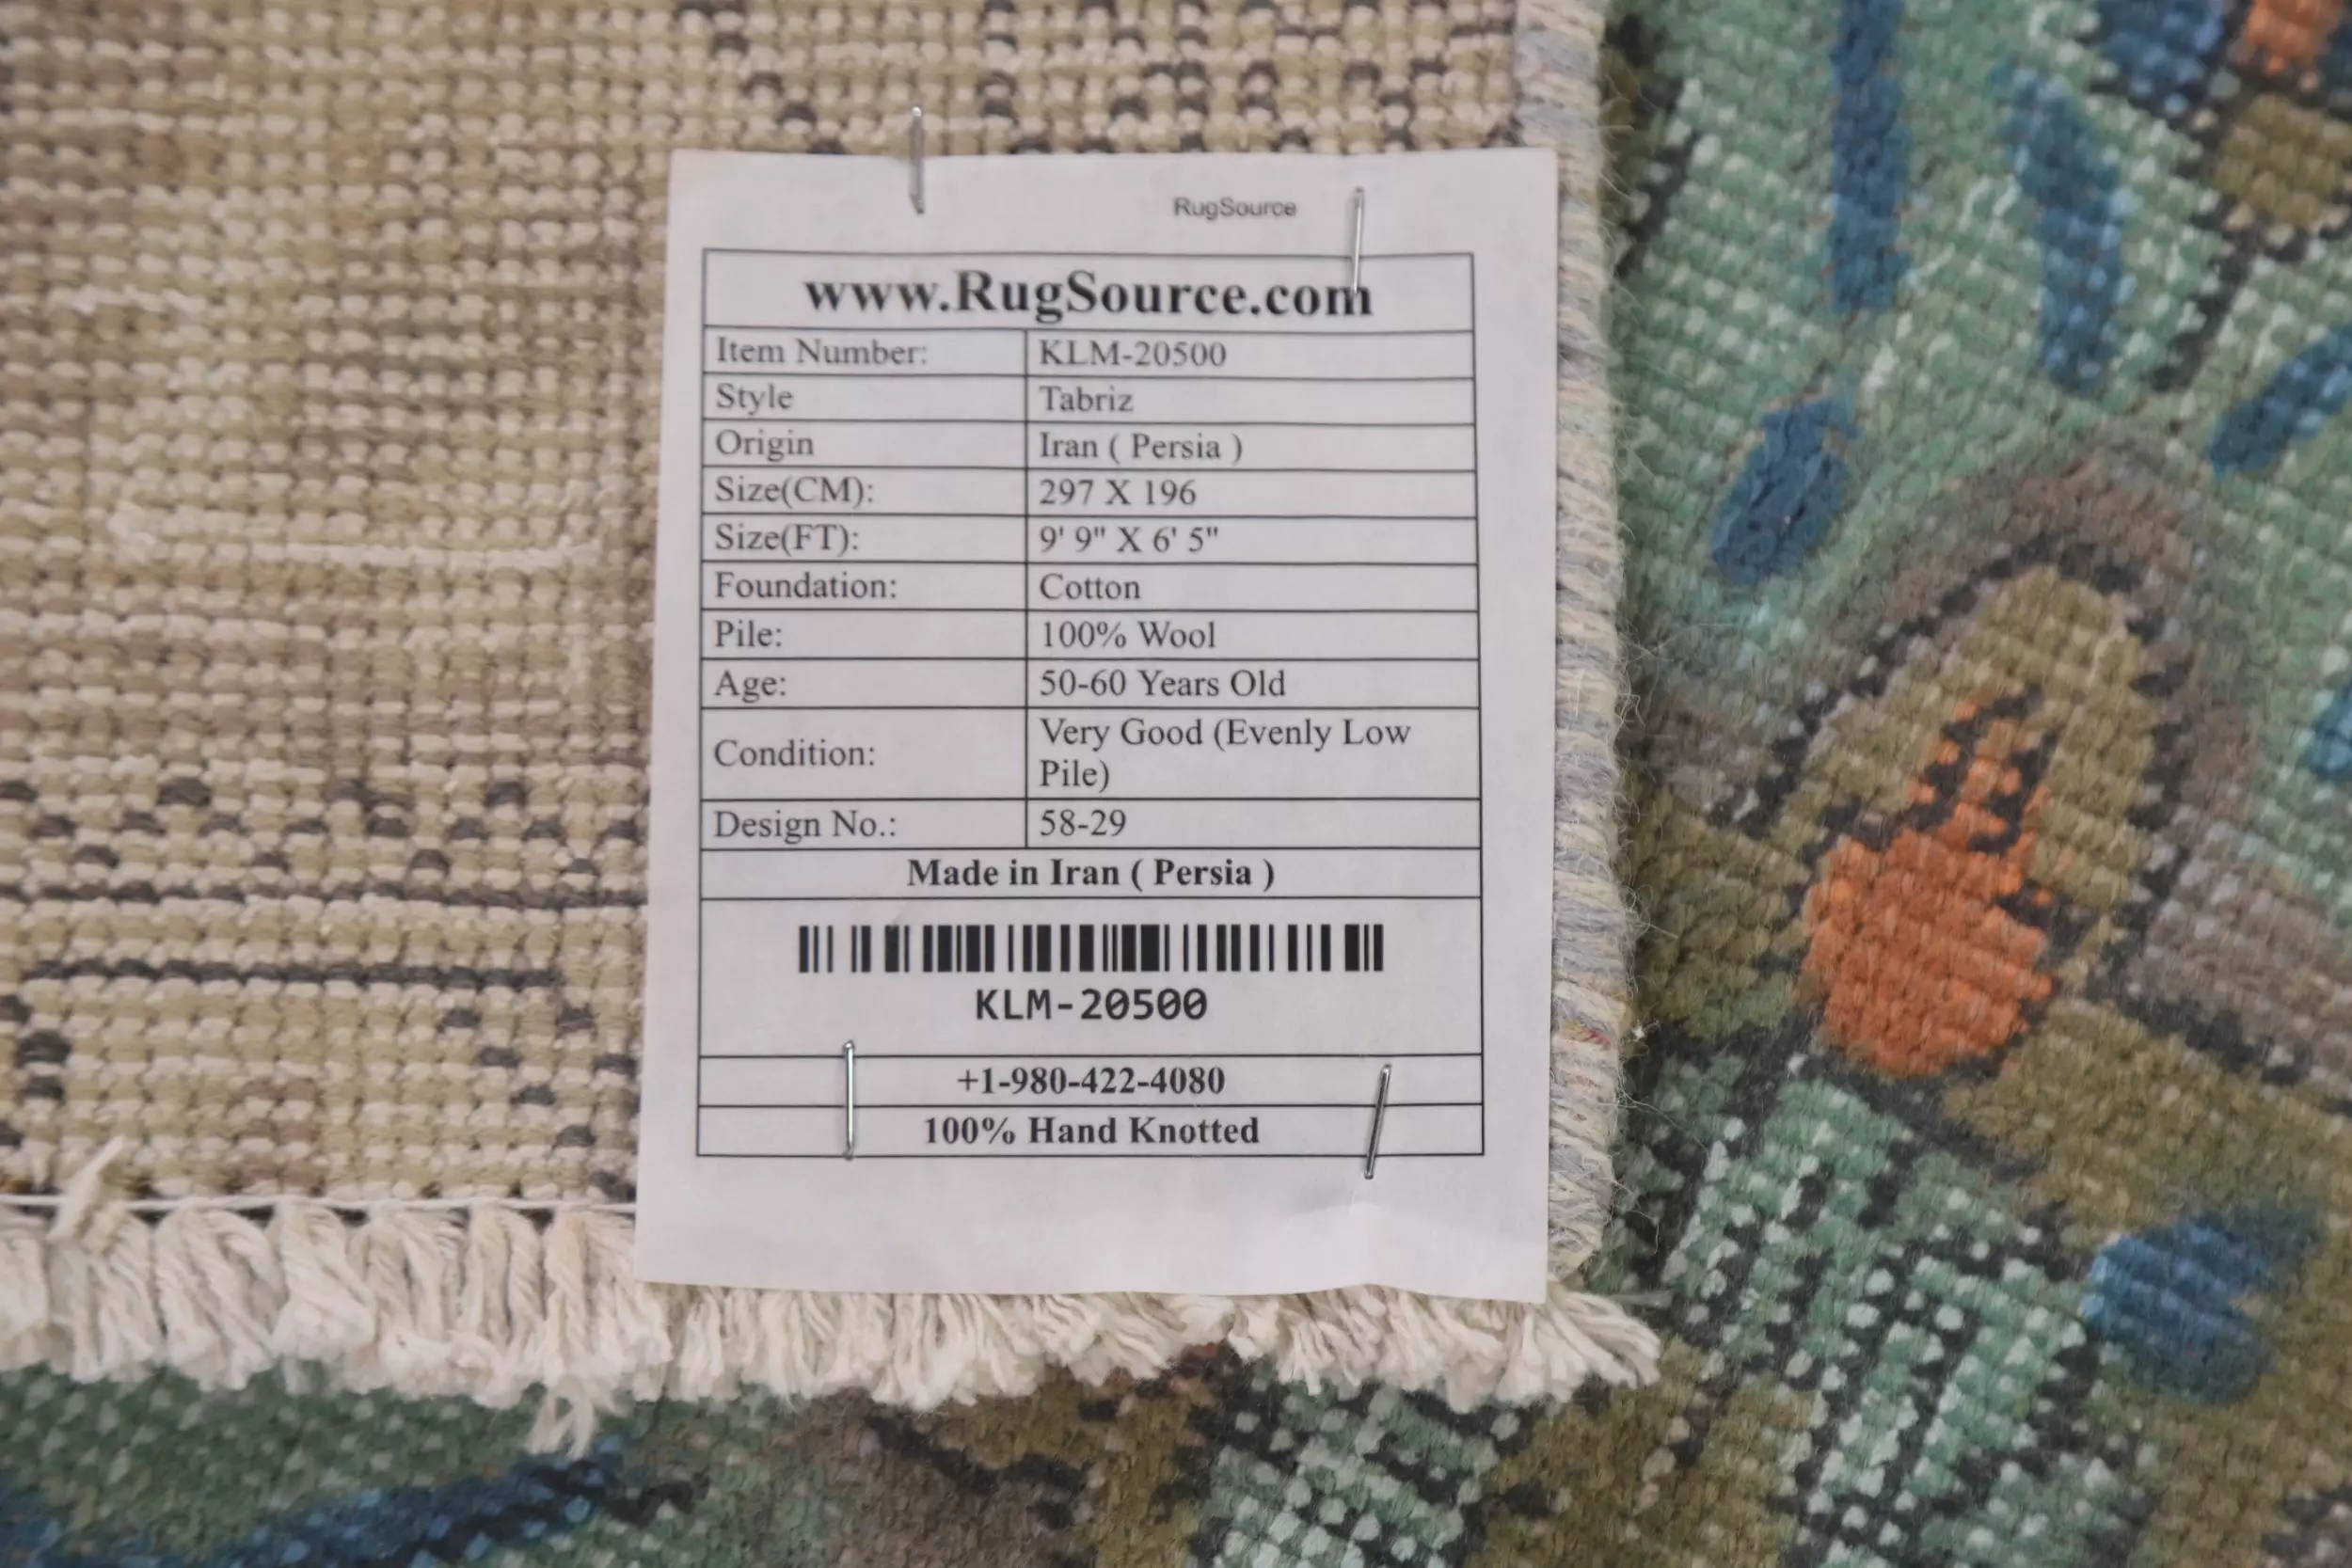 RugSource
www.RugSource.com
Item Number: KLM-20500
Style Tabriz
Origin Iran ( Persia )
Size(CM): 297 X 196
Size(FT): 9' 9" X 6' 5"
Foundation: Cotton
Pile: 100% Wool
Age: 50-60 Years Old
Condition: Very Good (Evenly Low
Pile)
Design No.: 58-29
Made in Iran ( Persia )
KLM-20500
+1-980-422-4080
100% Hand Knotted